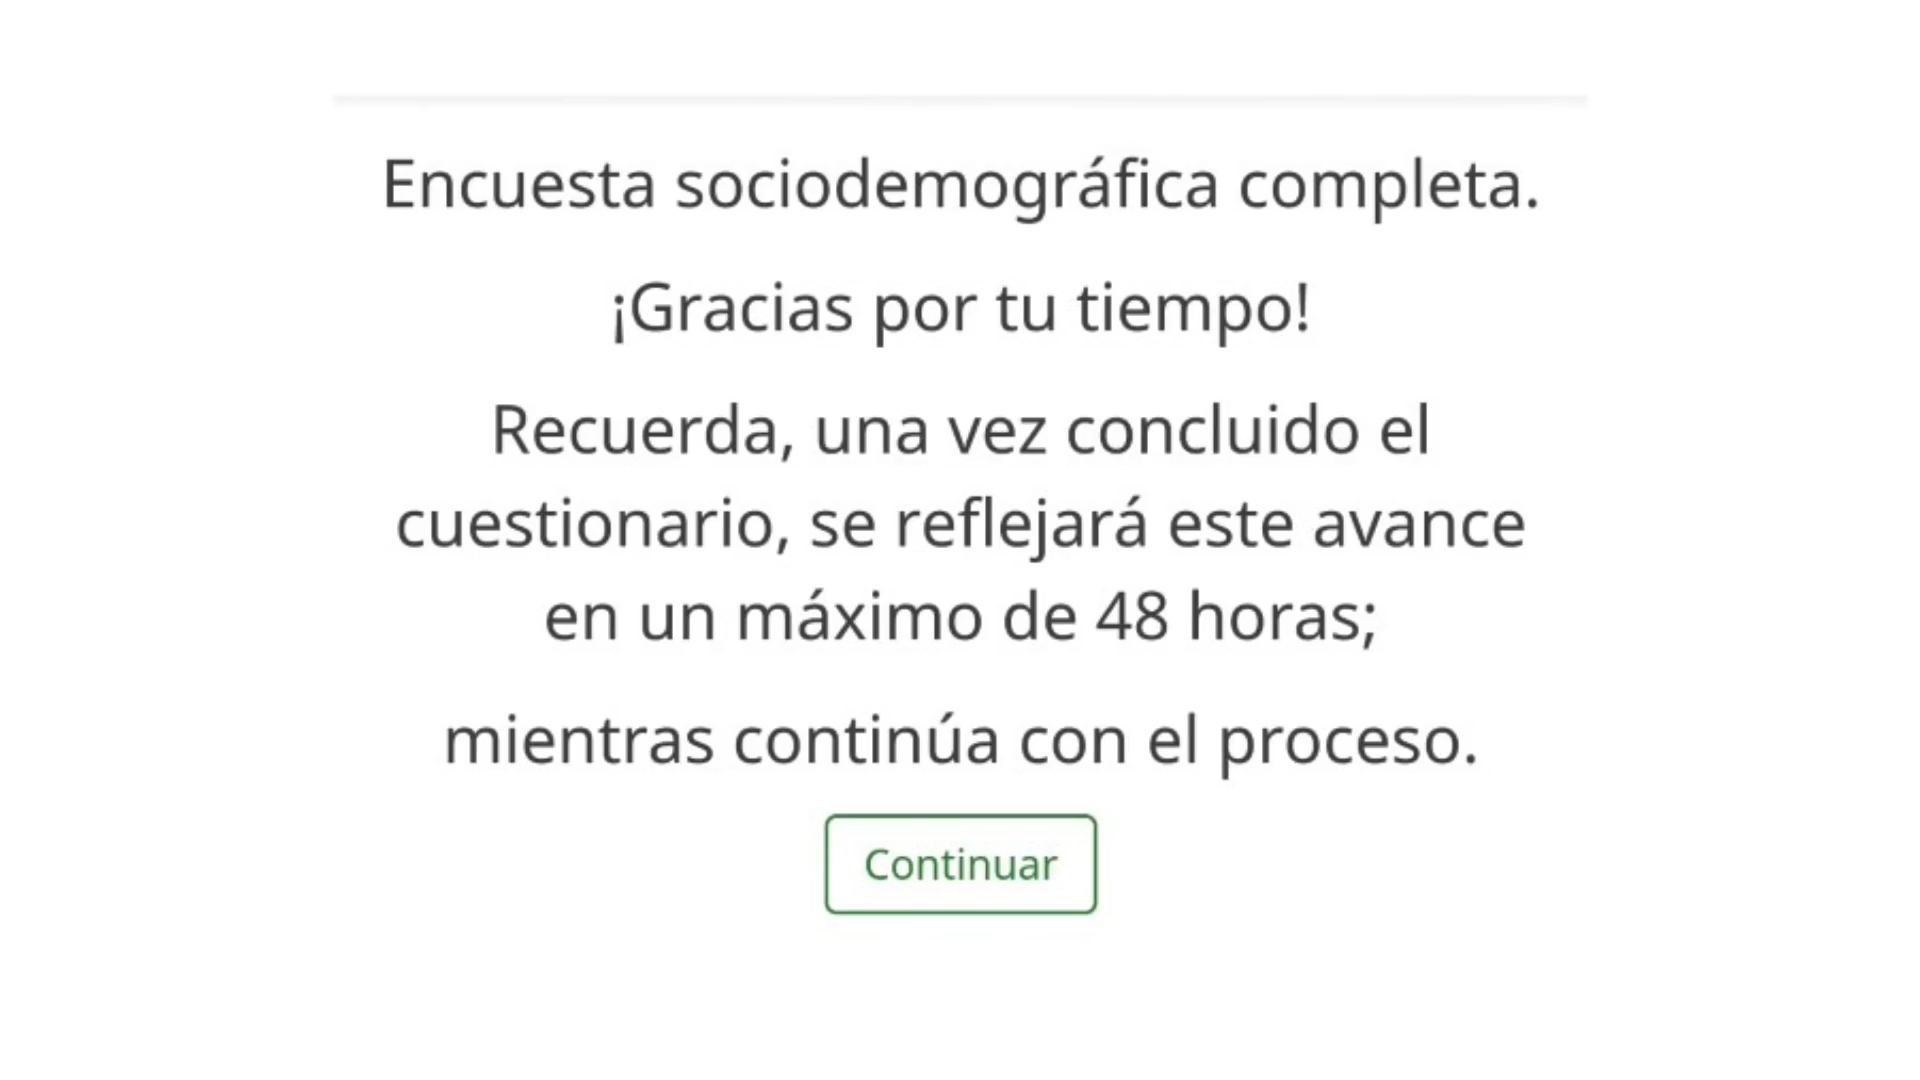 Encuesta sociodemográfica completa.
¡Gracias por tu tiempo!
Recuerda, una vez concluido el
cuestionario, se reflejará este avance
en un máximo de 48 horas;
mientras continúa con el proceso.
Continuar